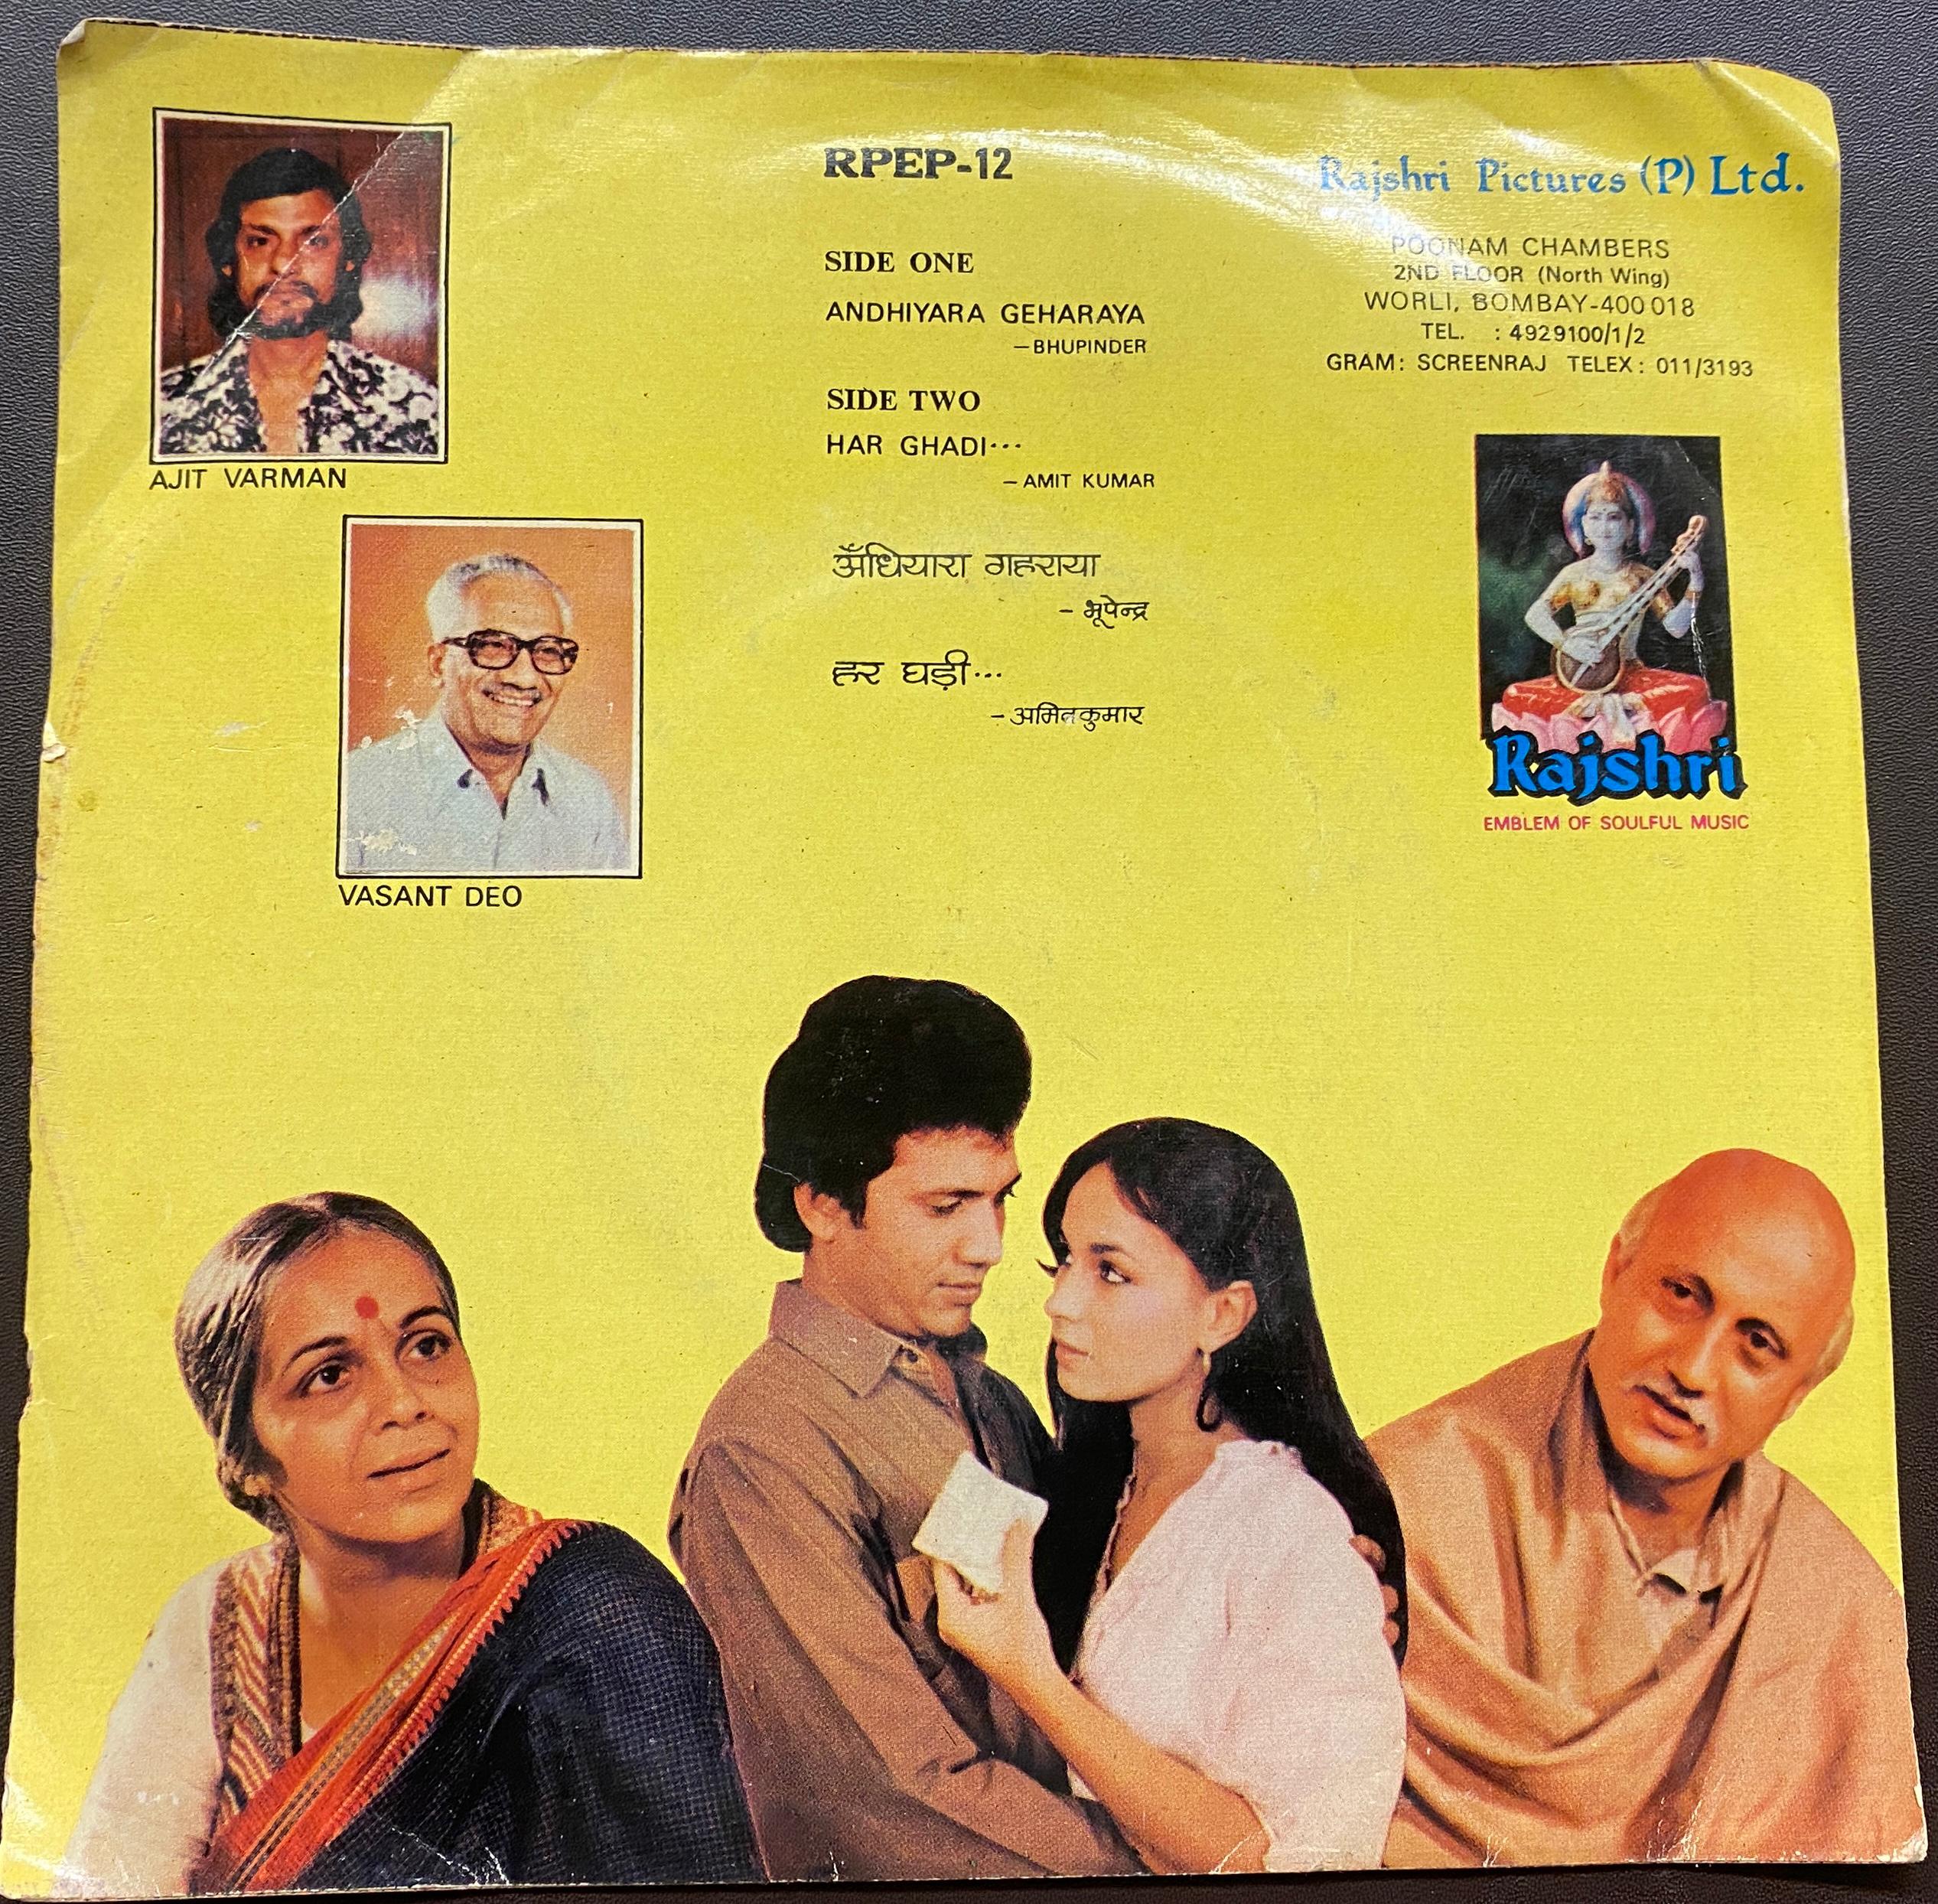 RPEP-12
SIDE ONE
ANDHIYARA GEHARAYA
—BHUPINDER
SIDE TWO
HAR GHADI...
— AMIT KUMAR
अँधियारा गहराया
- भूपेन्द्र
हर घड़ी...
- अमितकुमार
Rajshri Pictures (P) Ltd.
POONAM CHAMBERS
2ND FLOOR (North Wing)
WORLI, BOMBAY-400 018
TEL. : 4929100/1/2
GRAM: SCREENRAJ TELEX: 011/3193
Rajshri
EMBLEM OF SOULFUL MUSIC
AJIT VARMAN
VASANT DEO